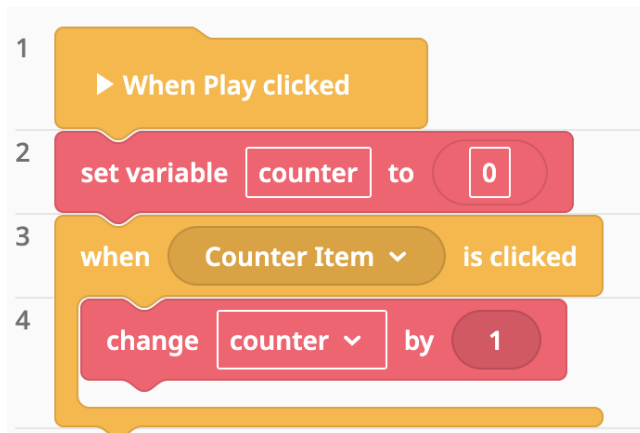 1
When Play clicked
2
set variable counter to 0
3
when Counter Item is clicked
4
change counter by 1